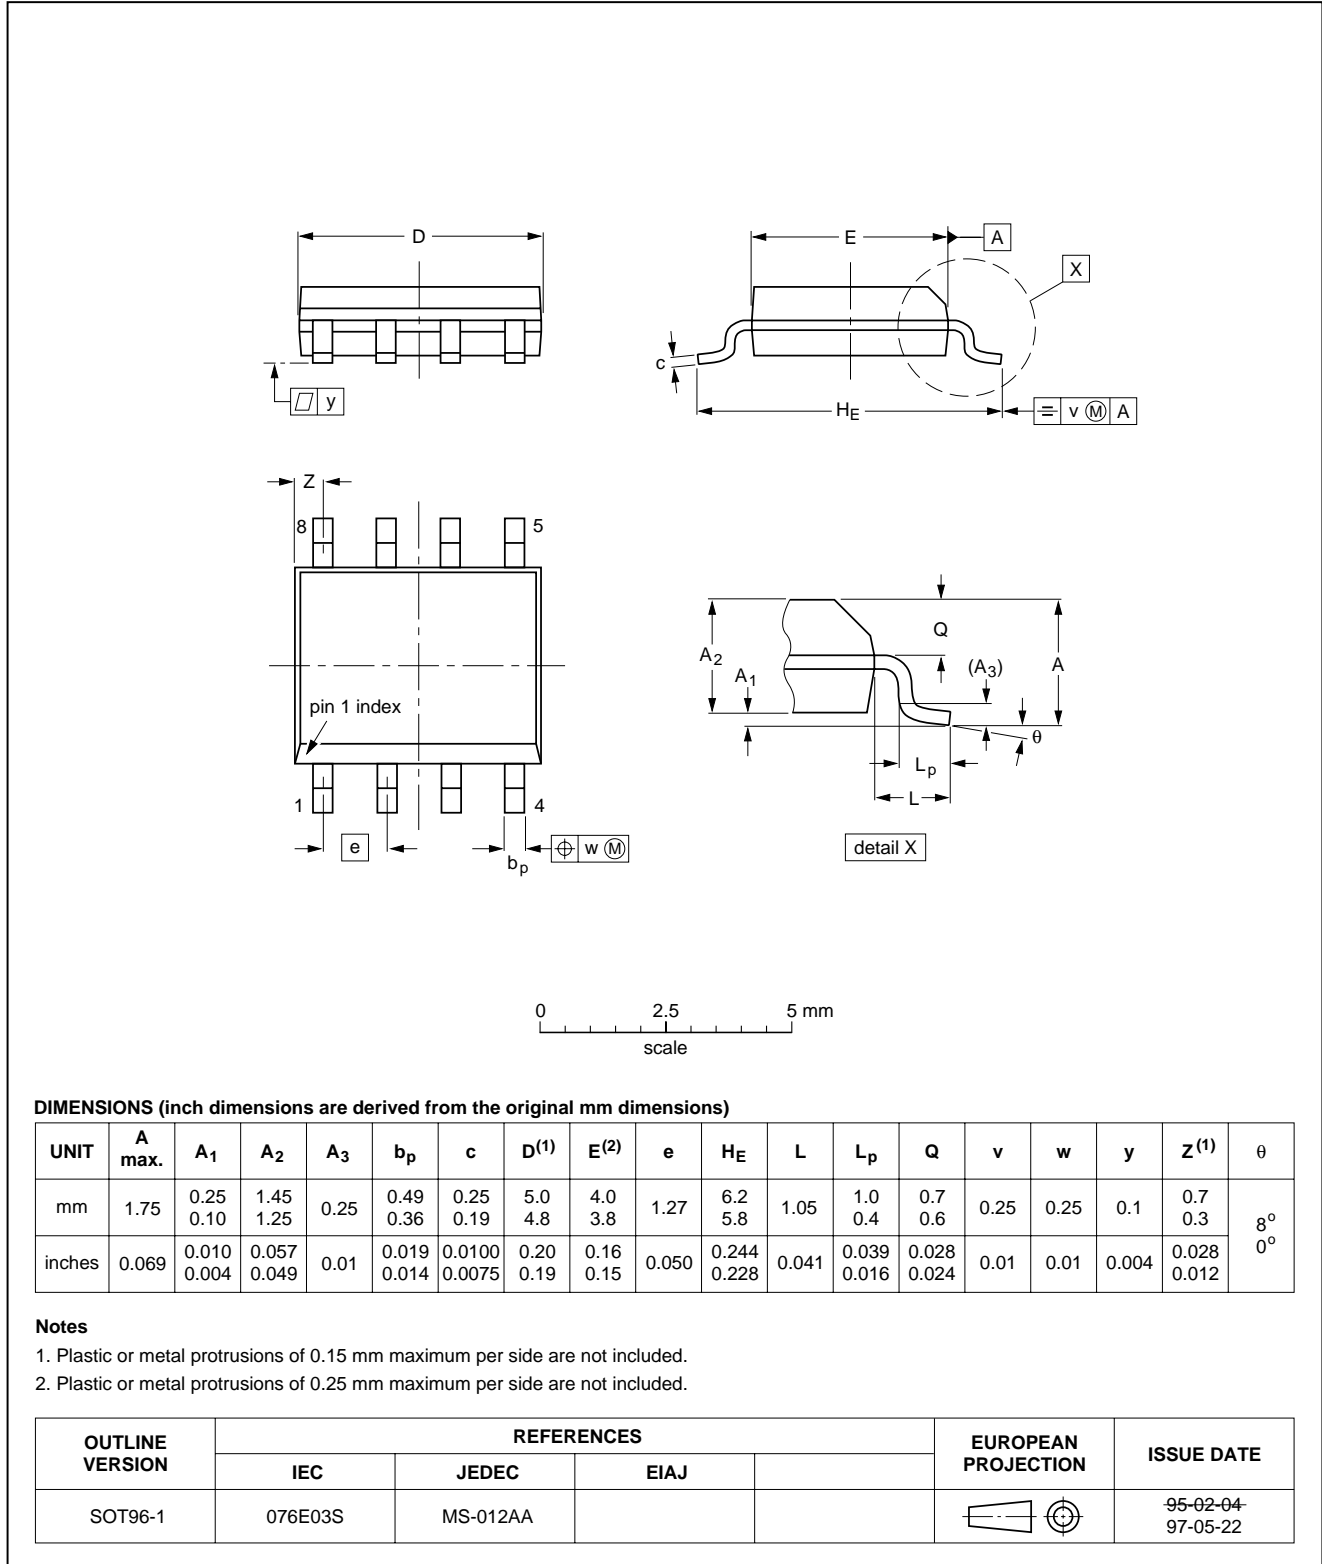 D
E
A
X
c
y
HE
v M A
Z
8
5
pin 1 index
1
4
e
bp
w M
A2
A1
Q
(A3)
A
θ
Lp
L
detail X
0 2.5 5 mm
scale
DIMENSIONS (inch dimensions are derived from the original mm dimensions)
UNIT A max. A1 A2 A3 bp c D(1) E(2) e HE L Lp Q v w y Z(1) θ
mm 1.75 0.25 0.10 1.45 1.25 0.25 0.49 0.36 0.25 0.19 5.0 4.8 4.0 3.8 1.27 6.2 5.8 1.05 1.0 0.4 0.7 0.6 0.25 0.25 0.1 0.7 0.3 8o 0o
inches 0.069 0.010 0.004 0.057 0.049 0.01 0.019 0.014 0.0100 0.0075 0.20 0.19 0.16 0.15 0.050 0.244 0.228 0.041 0.039 0.016 0.028 0.024 0.01 0.01 0.004 0.028 0.012
Notes
1. Plastic or metal protrusions of 0.15 mm maximum per side are not included.
2. Plastic or metal protrusions of 0.25 mm maximum per side are not included.
OUTLINE VERSION REFERENCES EUROPEAN PROJECTION ISSUE DATE
IEC JEDEC EIAJ
SOT96-1 076E03S MS-012AA 95-02-04
97-05-22